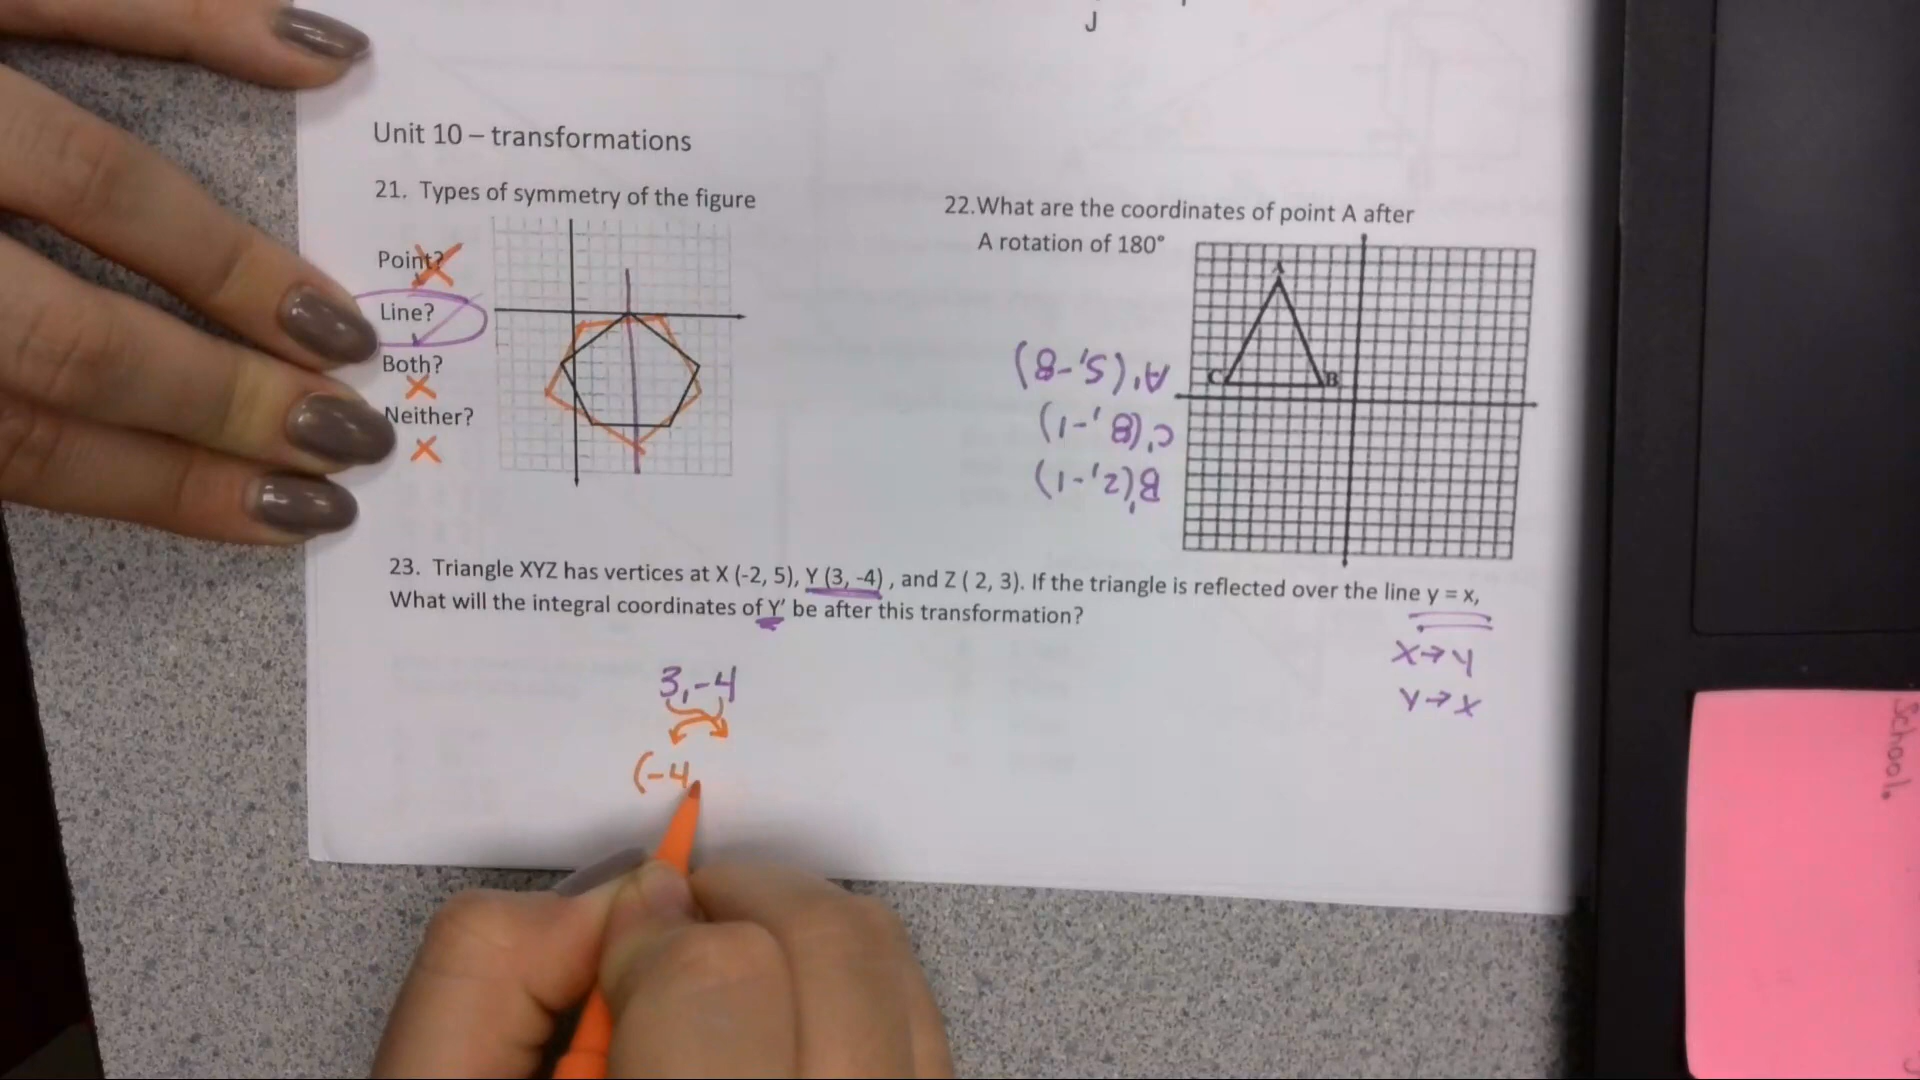 J
Unit 10 – transformations
21. Types of symmetry of the figure
Point?
Line?
Both?
Neither?
22.What are the coordinates of point A after
A rotation of 180°
A
C
B
A'(5,-8)
C'(8,-1)
B'(2,-1)
23. Triangle XYZ has vertices at X (-2, 5), Y (3, -4) , and Z ( 2, 3). If the triangle is reflected over the line y = x,
What will the integral coordinates of Y' be after this transformation?
X→Y
Y→X
3,-4
(-4,
School.